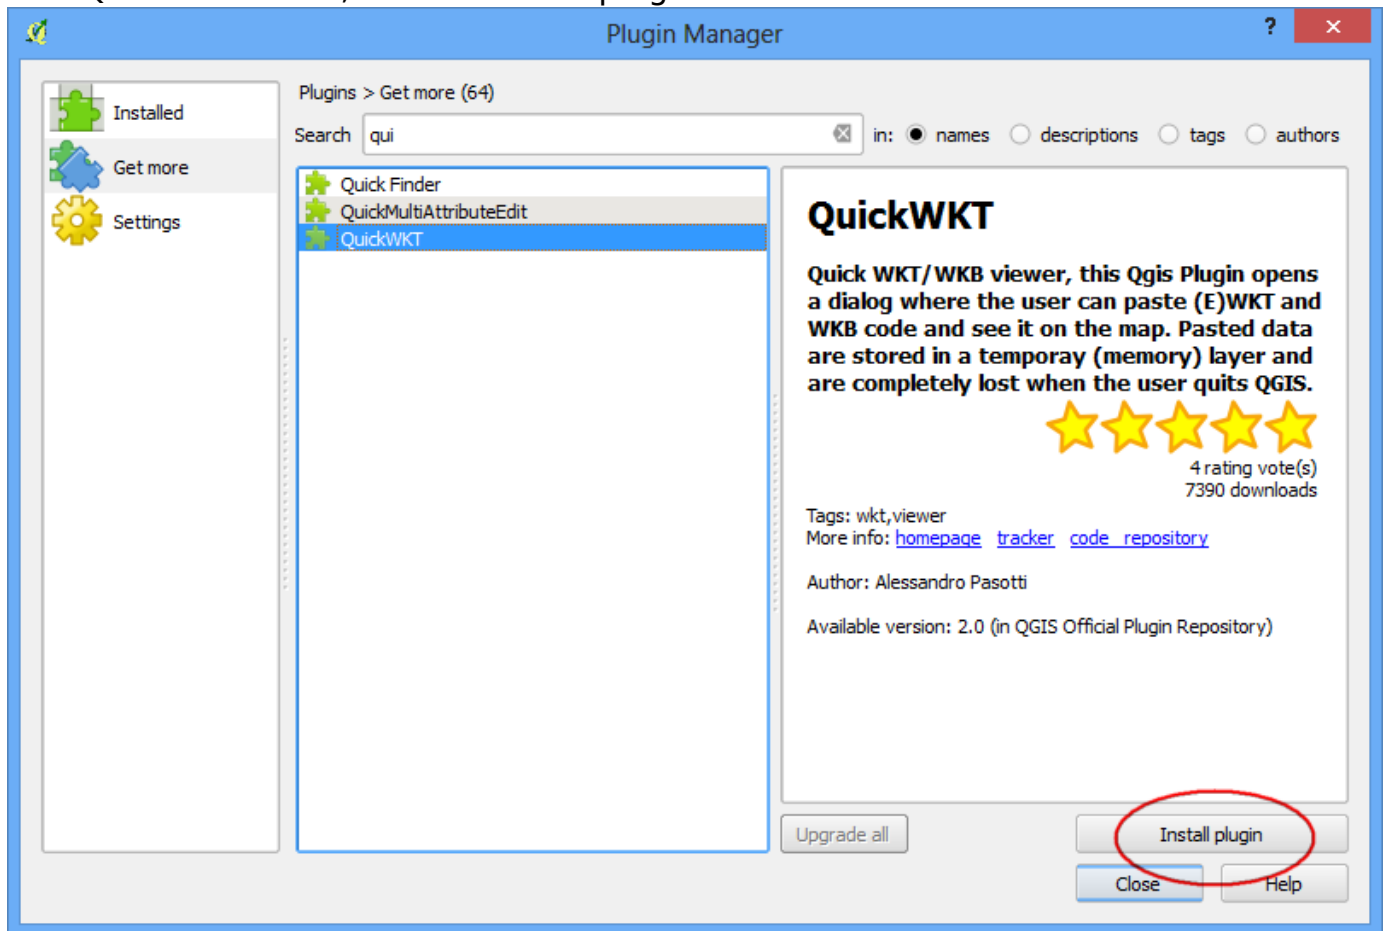 Plugin Manager
?
Installed
Get more
Settings
Plugins > Get more (64)
Search qui in: names descriptions tags authors
Quick Finder
QuickMultiAttributeEdit
QuickWKT
QuickWKT
Quick WKT/WKB viewer, this Qgis Plugin opens
a dialog where the user can paste (E)WKT and
WKB code and see it on the map. Pasted data
are stored in a temporay (memory) layer and
are completely lost when the user quits QGIS.
4 rating vote(s)
7390 downloads
Tags: wkt,viewer
More info: homepage tracker code repository
Author: Alessandro Pasotti
Available version: 2.0 (in QGIS Official Plugin Repository)
Upgrade all
Install plugin
Close
Help